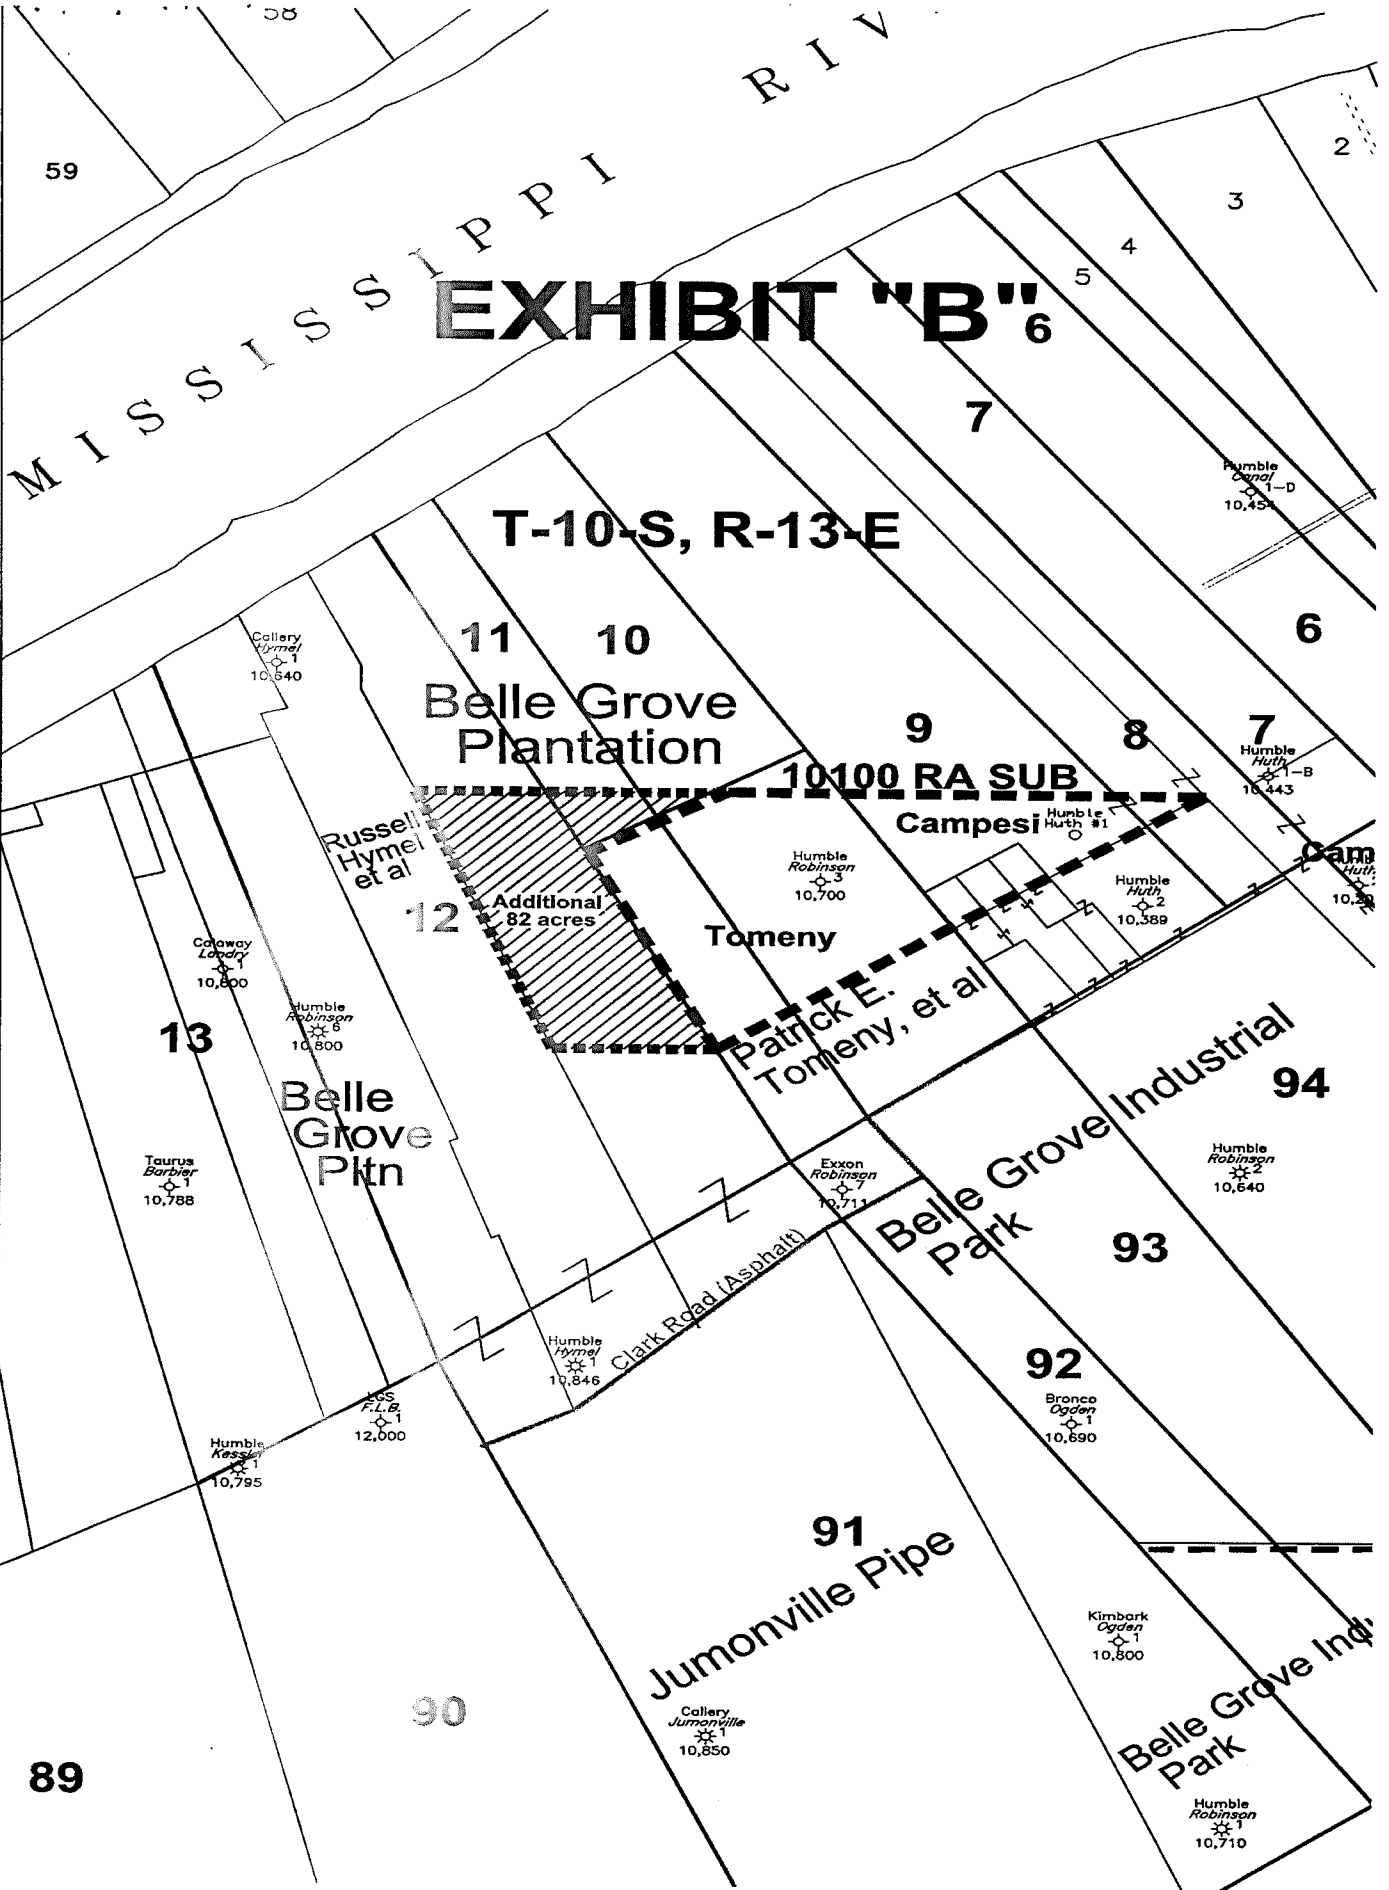 58
59
MISSISSIPPI RIV
2
3
4
5
EXHIBIT "B"
6
7
Humble
Canal
1-D
10,454
T-10-S, R-13-E
6
11
10
Callery
Hymel
1
10,640
Belle Grove
Plantation
9
8
7
Humble
Huth
1-B
10,443
10100 RA SUB
Campesi
Humble
Huth #1
Russell
Hymel
et al
12
Additional
82 acres
Humble
Robinson
3
10,700
Humble
Huth
2
10,389
Cam
Huth
Tomeny
Calaway
Landry
1
10,800
Patrick E.
Tomeny, et al
13
Humble
Robinson
6
10,800
Belle
Grove
Pltn
Belle Grove Industrial
Park
94
Taurus
Barbier
1
10,788
Exxon
Robinson
7
10,711
Humble
Robinson
2
10,640
93
Clark Road (Asphalt)
Humble
Hymel
1
10,846
92
Bronco
Ogden
1
10,690
LGS
F.L.B.
1
12,000
Humble
Kessler
1
10,795
91
Jumonville Pipe
Kimbark
Ogden
1
10,800
Belle Grove Ind
Park
90
Callery
Jumonville
1
10,850
89
Humble
Robinson
1
10,710